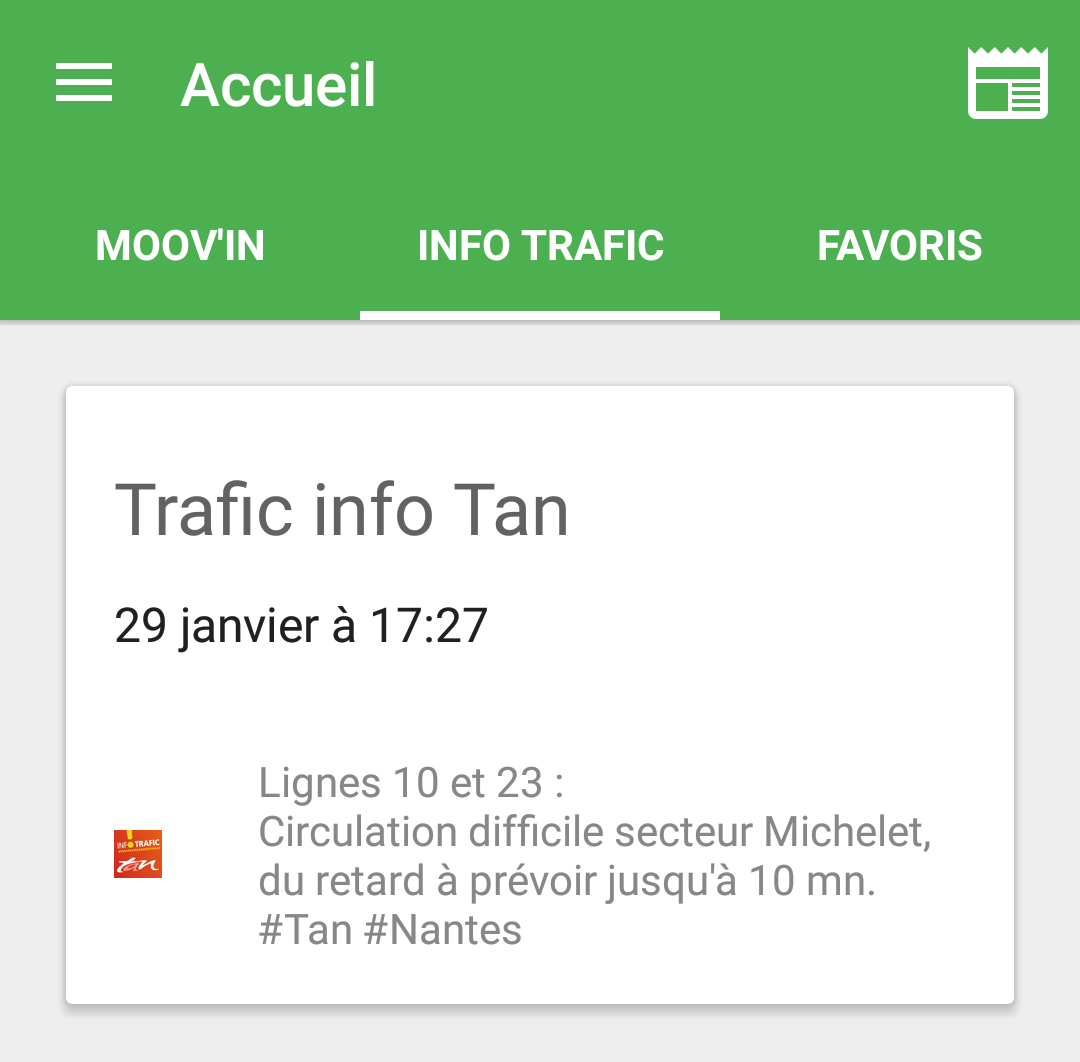 Accueil
MOOV'IN
INFO TRAFIC
FAVORIS
Trafic info Tan
29 janvier à 17:27
Lignes 10 et 23 :
Circulation difficile secteur Michelet,
du retard à prévoir jusqu'à 10 mn.
#Tan #Nantes
INFO TRAFIC
tan